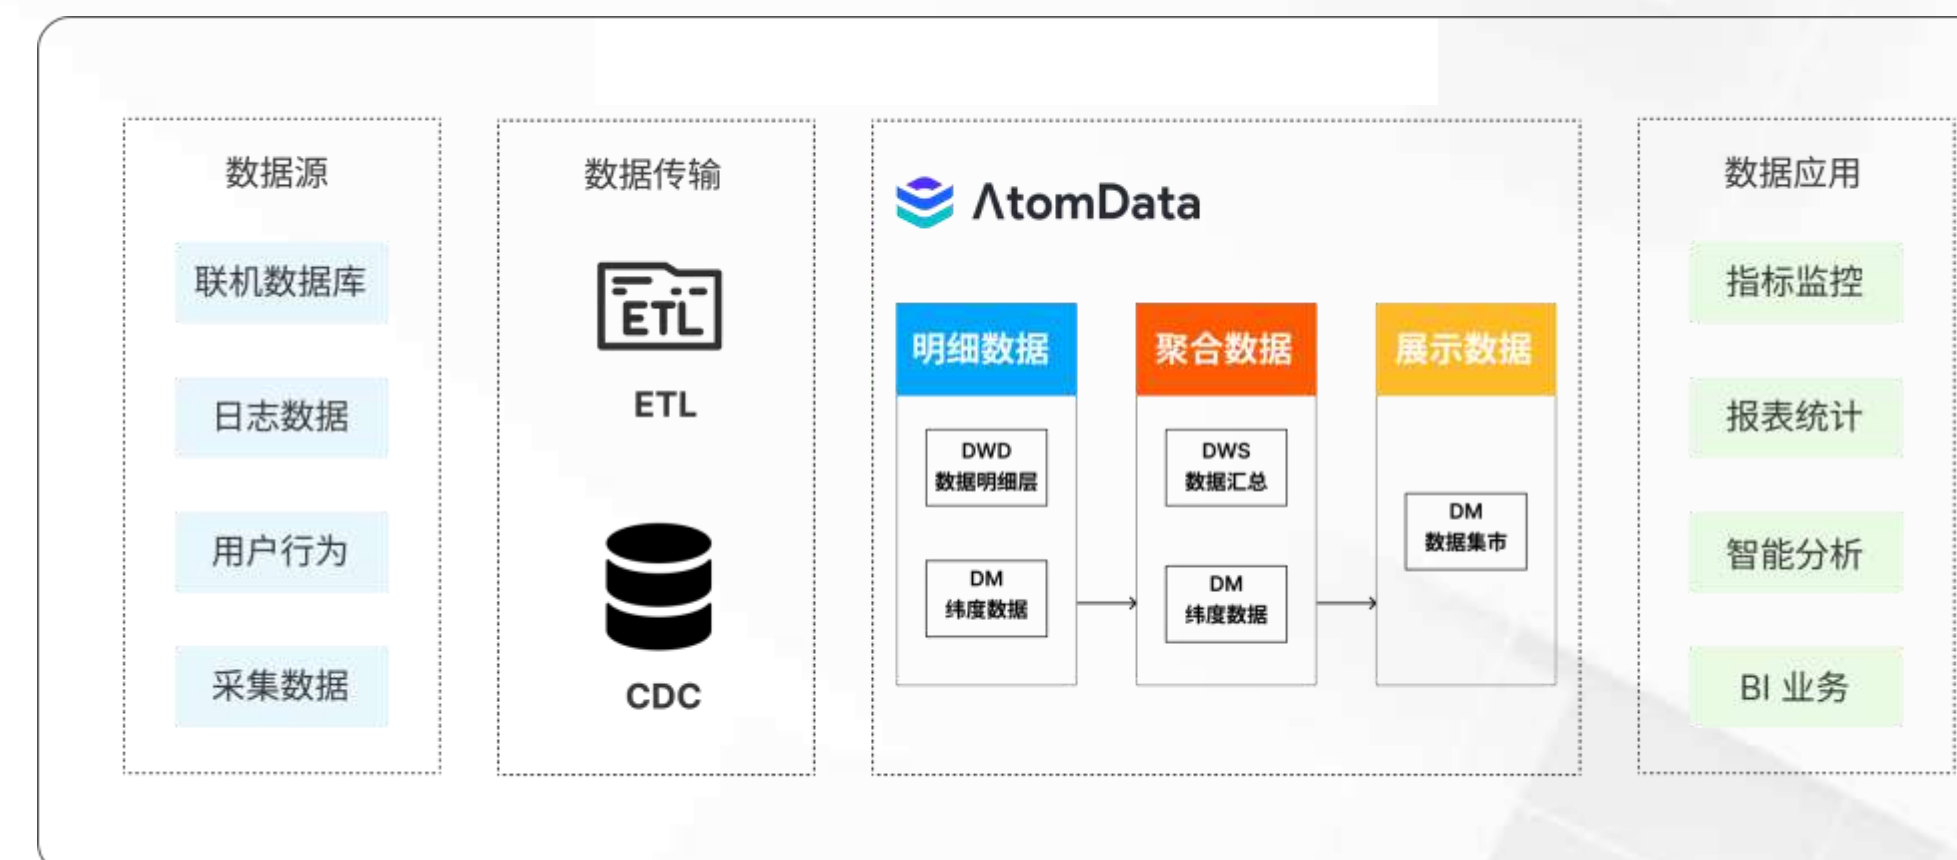 数据源
联机数据库
日志数据
用户行为
采集数据
数据传输
ETL
ETL
CDC
AtomData
明细数据
DWD
数据明细层
DM
纬度数据
聚合数据
DWS
数据汇总
DM
纬度数据
展示数据
DM
数据集市
数据应用
指标监控
报表统计
智能分析
BI 业务